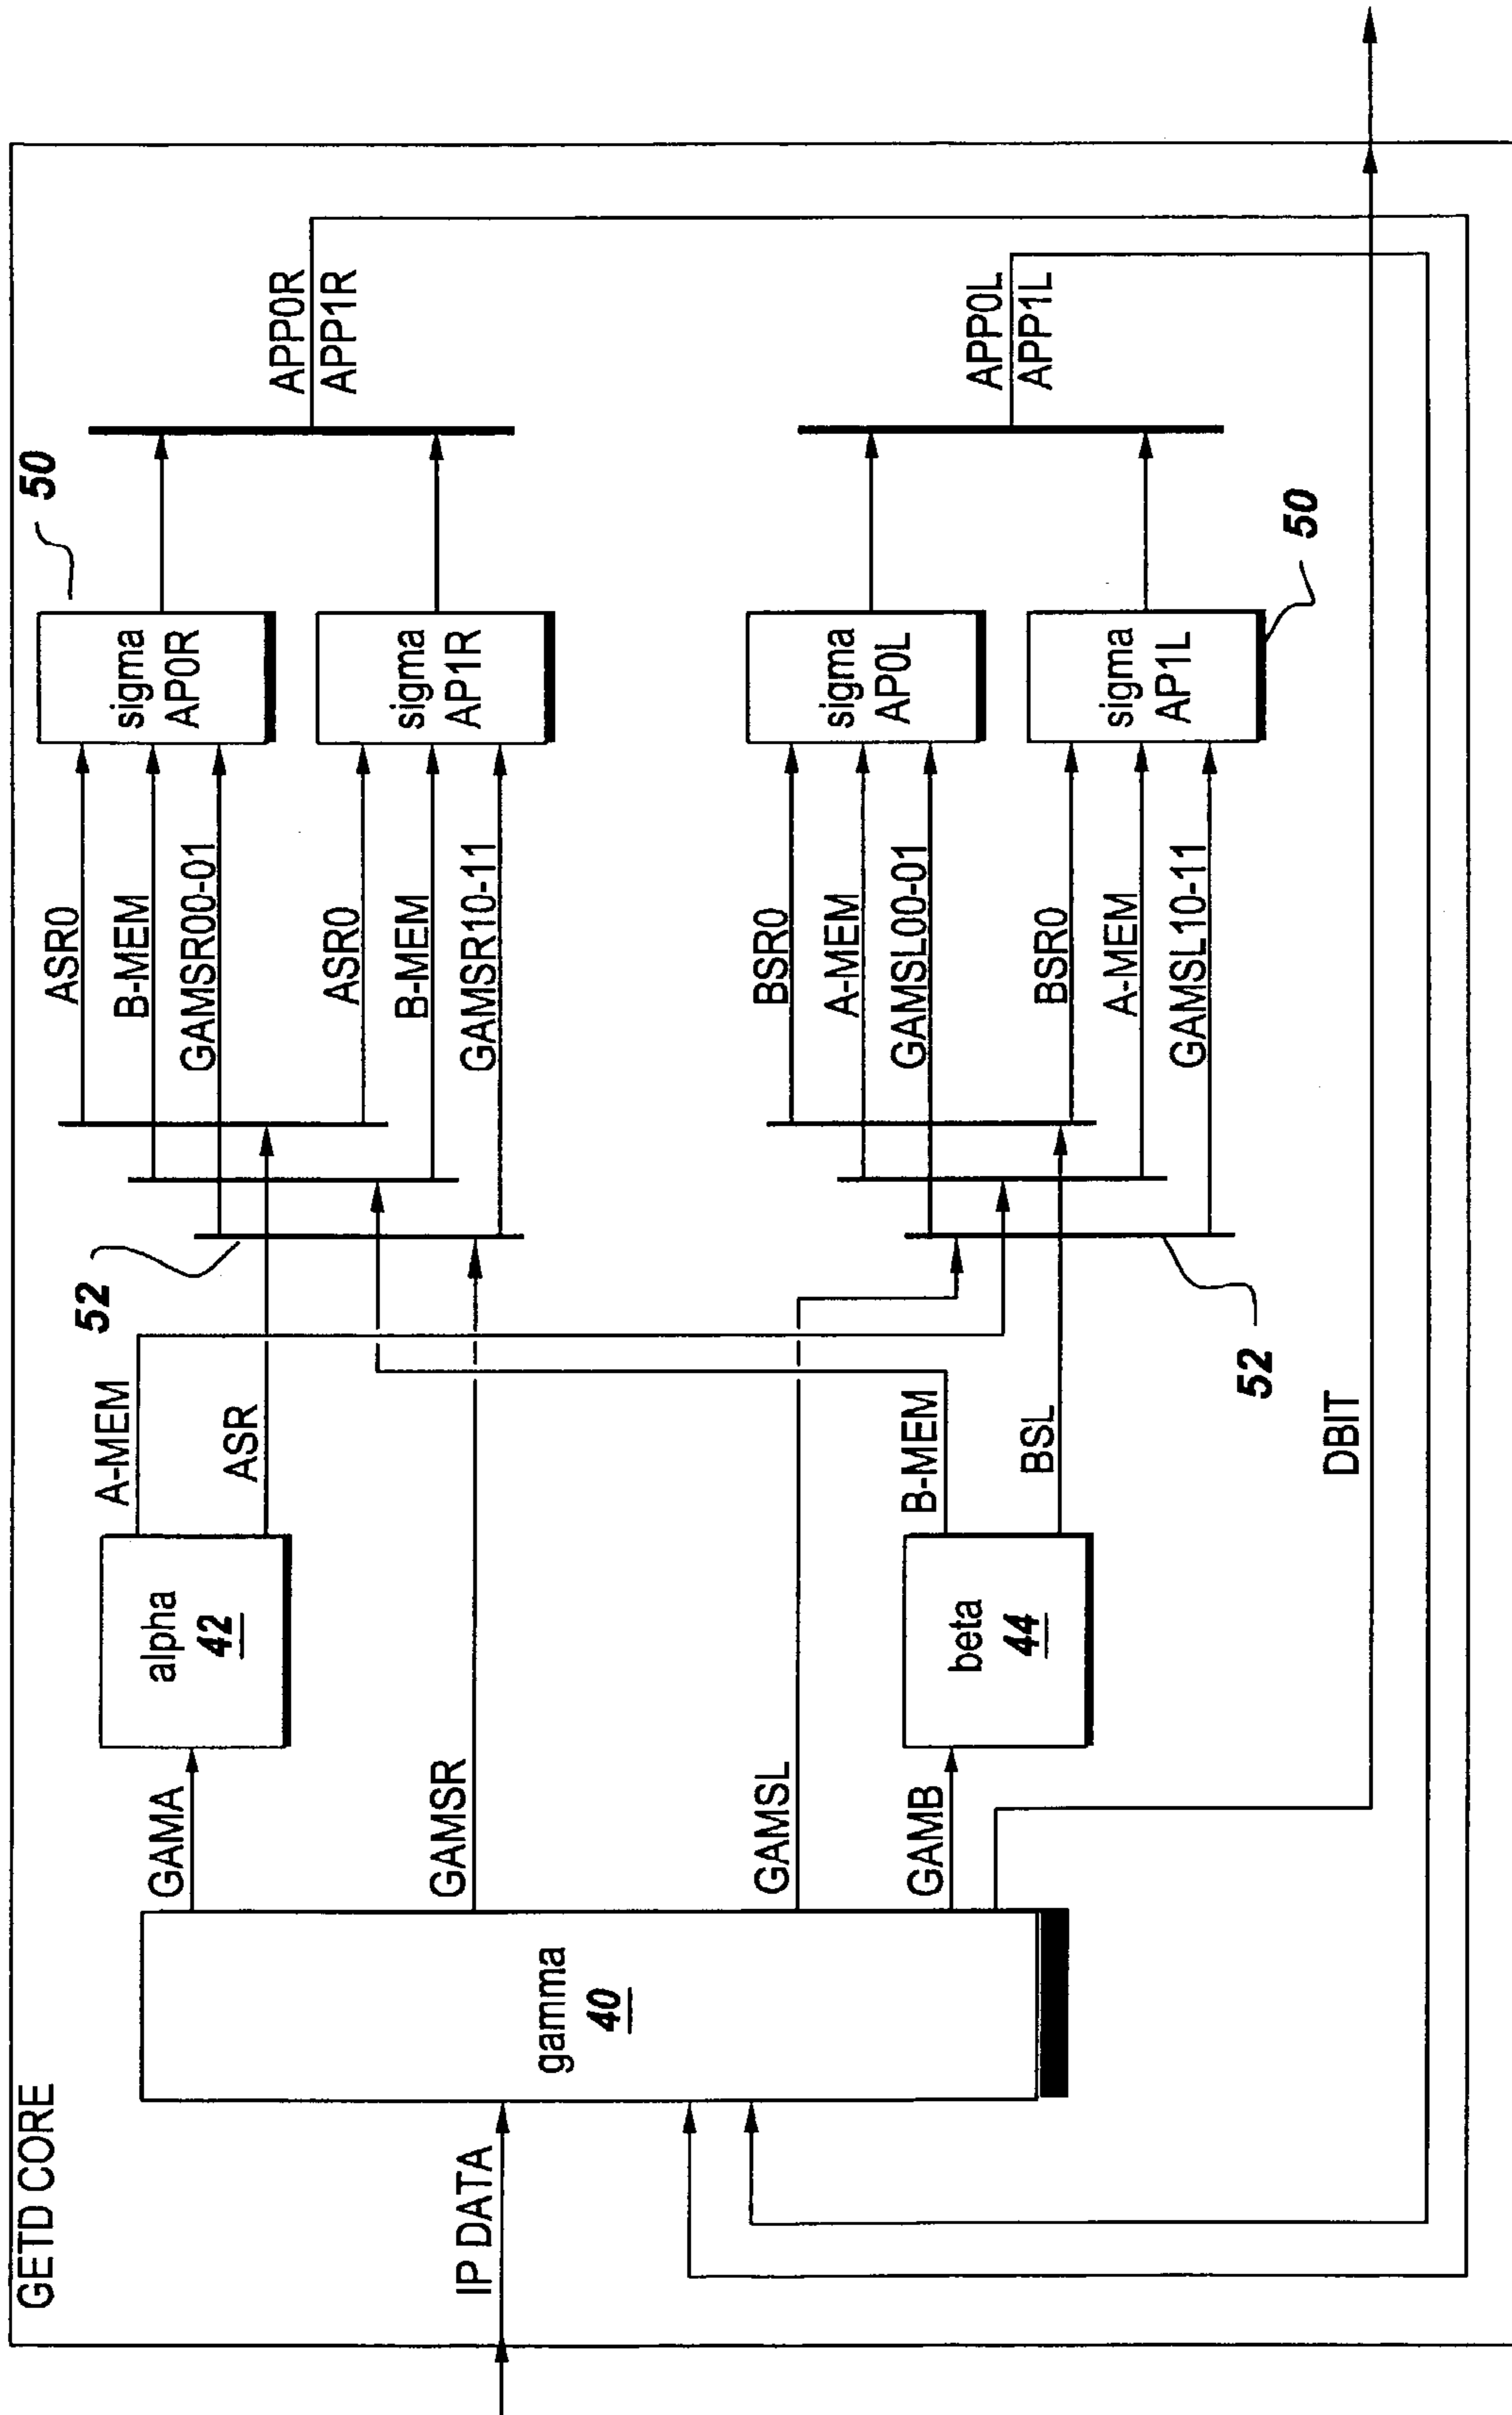 GETD CORE
IP DATA
gamma
40
GAMA
GAMSR
GAMSL
GAMB
alpha
42
beta
44
A-MEM
ASR
B-MEM
BSL
DBIT
52
52
ASR0
B-MEM
GAMSR00-01
ASR0
B-MEM
GAMSR10-11
BSR0
A-MEM
GAMSL00-01
BSR0
A-MEM
GAMSL10-11
sigma
AP0R
sigma
AP1R
sigma
AP0L
sigma
AP1L
50
50
APP0R
APP1R
APP0L
APP1L